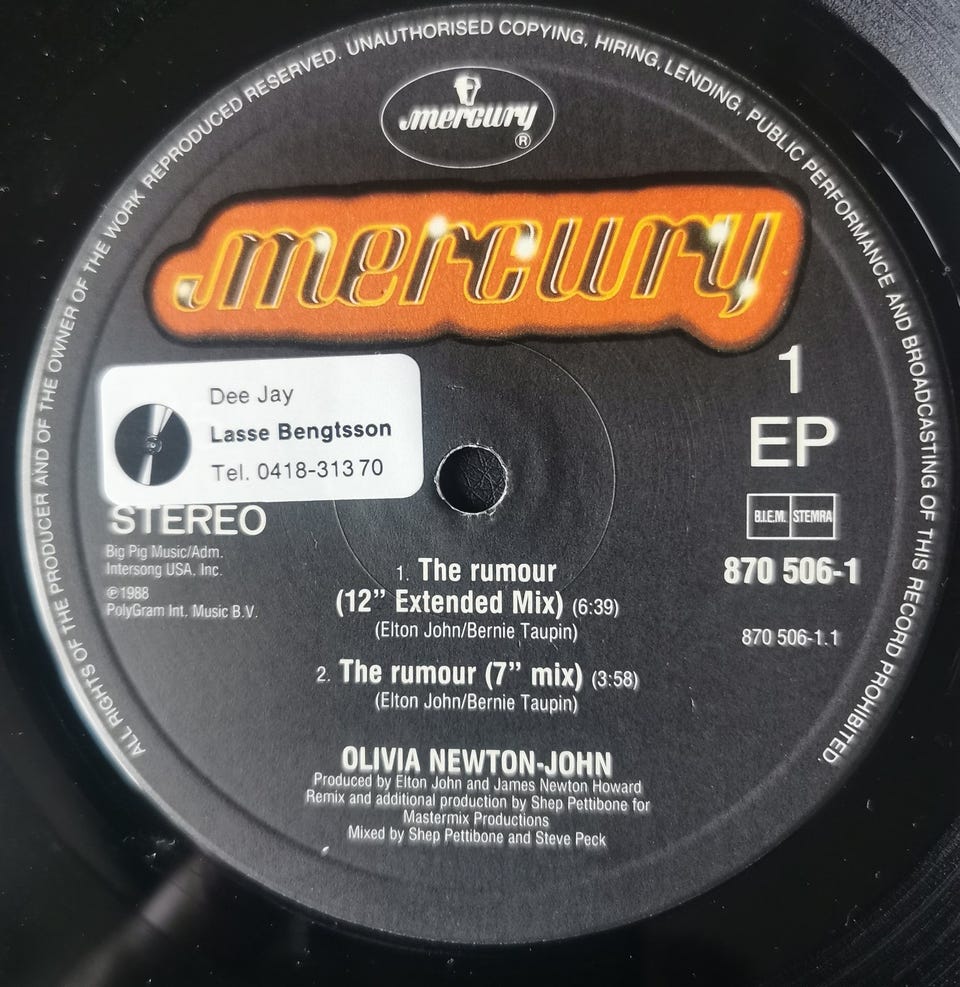 ALL RIGHTS OF THE PRODUCER AND OF THE OWNER OF THE WORK REPRODUCED RESERVED. UNAUTHORISED COPYING, HIRING, LENDING, PUBLIC PERFORMANCE AND BROADCASTING OF THIS RECORD PROHIBITED.
mercury
®
mercury
Dee Jay
Lasse Bengtsson
Tel. 0418-313 70
1
EP
B.I.E.M. STEMRA
870 506-1
870 506-1.1
STEREO
Big Pig Music/Adm.
Intersong USA, Inc.
℗1988
PolyGram Int. Music B.V.
1. The rumour
(12” Extended Mix) (6:39)
(Elton John/Bernie Taupin)
2. The rumour (7” mix) (3:58)
(Elton John/Bernie Taupin)
OLIVIA NEWTON-JOHN
Produced by Elton John and James Newton Howard
Remix and additional production by Shep Pettibone for
Mastermix Productions
Mixed by Shep Pettibone and Steve Peck